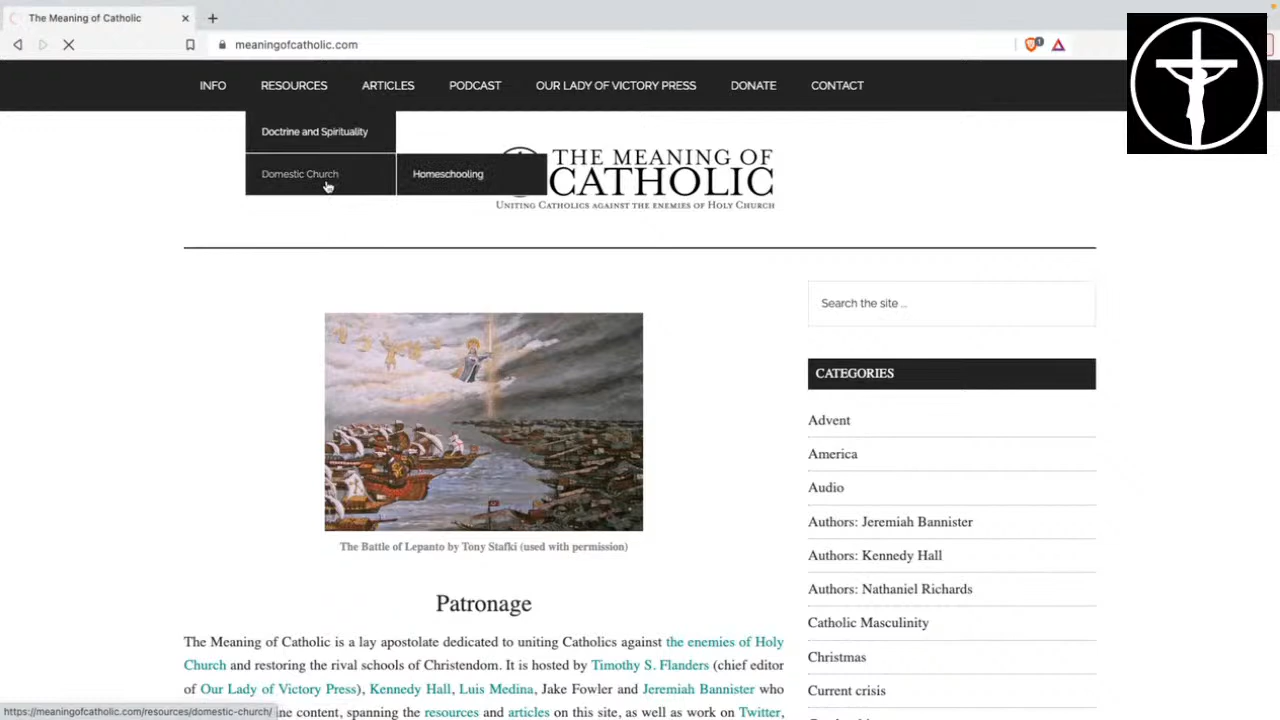 The Meaning of Catholic
meaningofcatholic.com
1
INFO RESOURCES ARTICLES PODCAST OUR LADY OF VICTORY PRESS DONATE CONTACT
Doctrine and Spirituality
Domestic Church Homeschooling
THE MEANING OF
CATHOLIC
UNITING CATHOLICS AGAINST THE ENEMIES OF HOLY CHURCH
Search the site ...
CATEGORIES
Advent
America
Audio
Authors: Jeremiah Bannister
Authors: Kennedy Hall
Authors: Nathaniel Richards
Catholic Masculinity
Christmas
Current crisis
The Battle of Lepanto by Tony Stafki (used with permission)
Patronage
The Meaning of Catholic is a lay apostolate dedicated to uniting Catholics against the enemies of Holy
Church and restoring the rival schools of Christendom. It is hosted by Timothy S. Flanders (chief editor
of Our Lady of Victory Press), Kennedy Hall, Luis Medina, Jake Fowler and Jeremiah Bannister who
ne content, spanning the resources and articles on this site, as well as work on Twitter,
https://meaningofcatholic.com/resources/domestic-church/